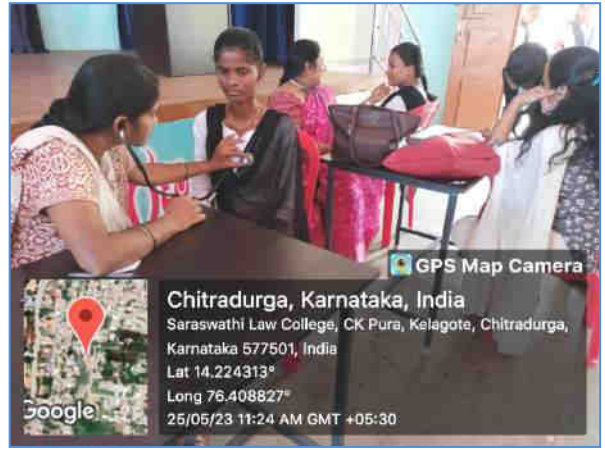 GPS Map Camera
Chitradurga, Karnataka, India
Saraswathi Law College, CK Pura, Kelagote, Chitradurga,
Karnataka 577501, India
Lat 14.224313°
Long 76.408827°
25/05/23 11:24 AM GMT +05:30
Google